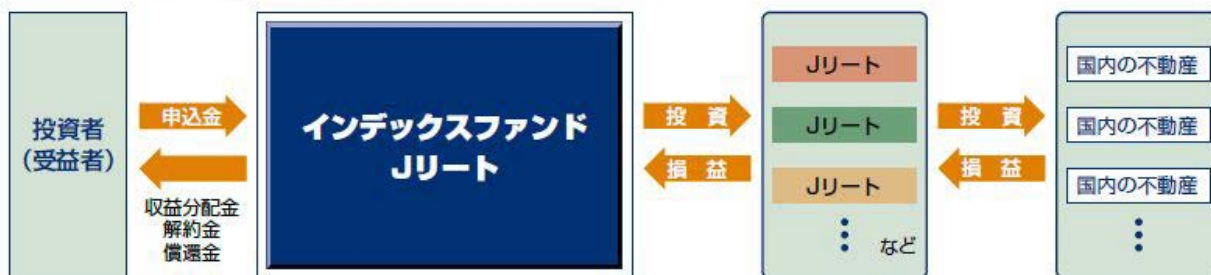 投資者
(受益者)
申込金
収益分配金
解約金
償還金
インデックスファンド
Jリート
投 資
損 益
Jリート
Jリート
Jリート
など
投 資
損 益
国内の不動産
国内の不動産
国内の不動産